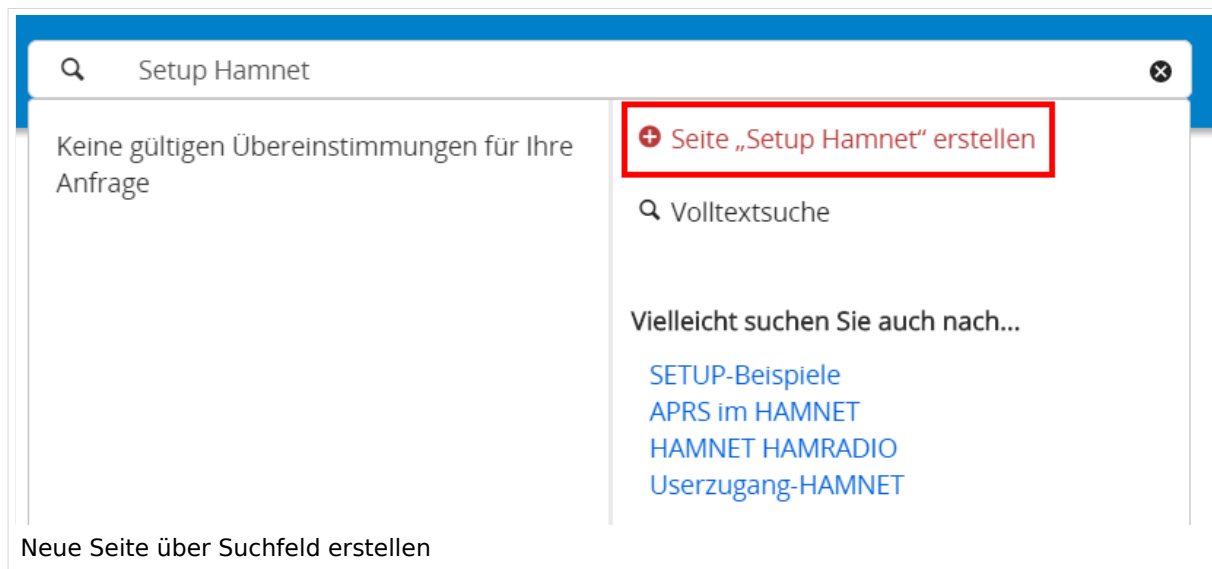 Setup Hamnet
Keine gültigen Übereinstimmungen für Ihre
Anfrage
Seite „Setup Hamnet“ erstellen
Volltextsuche
Vielleicht suchen Sie auch nach...
SETUP-Beispiele
APRS im HAMNET
HAMNET HAMRADIO
Userzugang-HAMNET
Neue Seite über Suchfeld erstellen